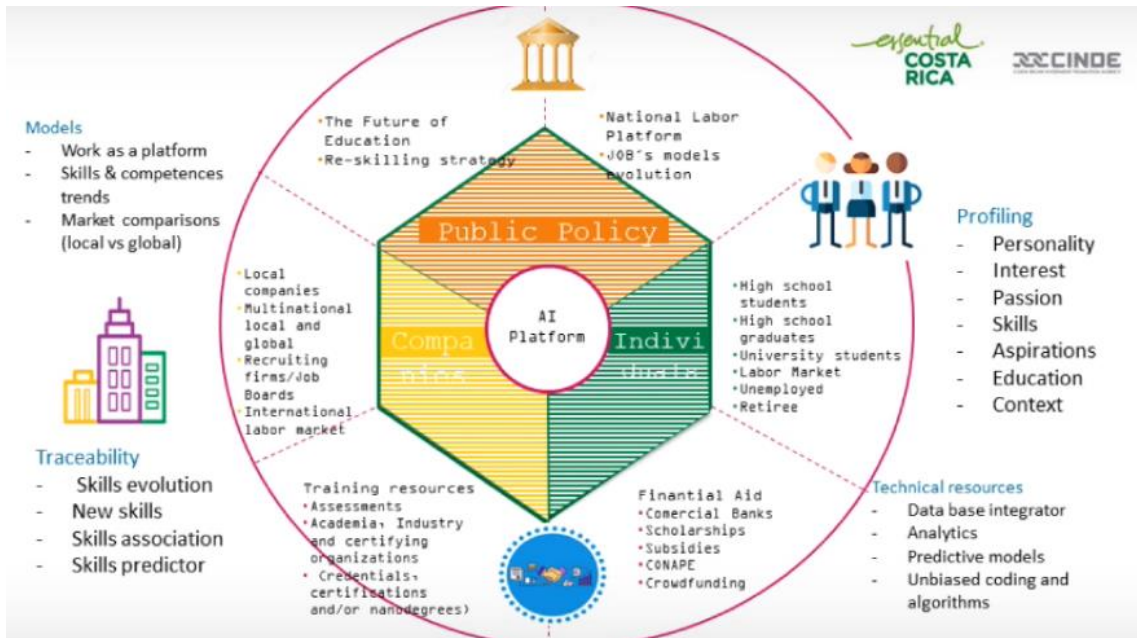 essential
COSTA
RICA
CINDE
Models
- Work as a platform
- Skills & competences
trends
- Market comparisons
(local vs global)
•The Future of
Education
•Re-skilling strategy
•National Labor
Platform
•JOB´s models
evolution
Public Policy
Profiling
- Personality
- Interest
- Passion
- Skills
- Aspirations
- Education
- Context
•Local
companies
•Multinational
local and
global
•Recruiting
firms/Job
Boards
•International
labor market
AI
Platform
Compa
nies
Indivi
duals
•High school
students
•High school
graduates
•University students
•Labor Market
•Unemployed
•Retiree
Traceability
- Skills evolution
- New skills
- Skills association
- Skills predictor
Training resources
•Assessments
•Academia, Industry
and certifying
organizations
• Credentials,
certifications
and/or nanodegrees)
Finantial Aid
•Comercial Banks
•Scholarships
•Subsidies
•CONAPE
•Crowdfunding
Technical resources
- Data base integrator
- Analytics
- Predictive models
- Unbiased coding and
algorithms